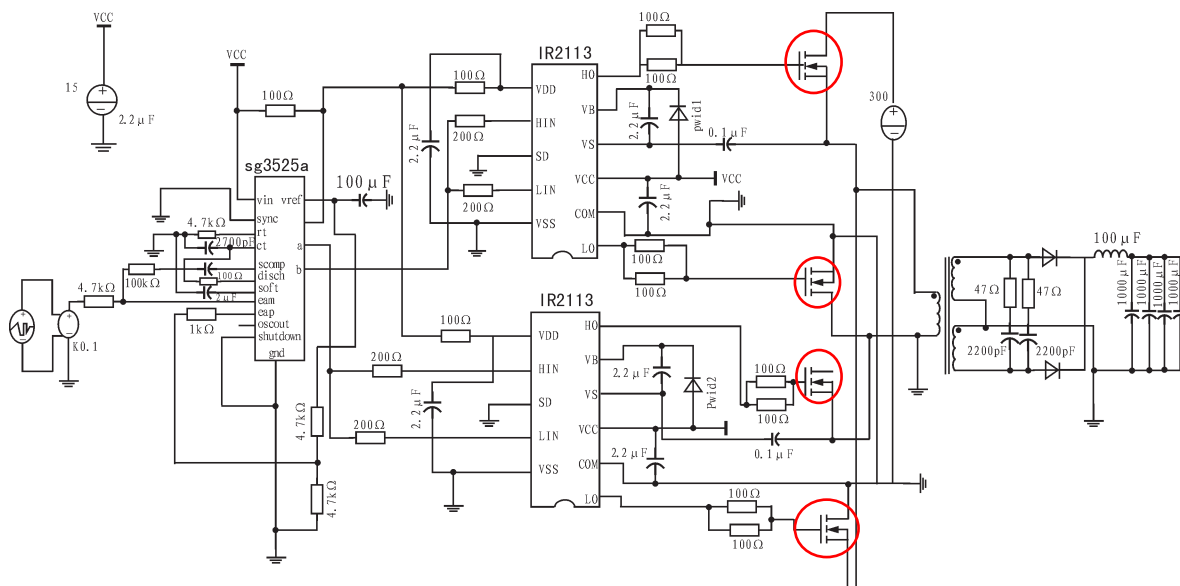 VCC
15
2.2μF
VCC
100Ω
sg3525a
vin
vref
sync
rt
ct
a
scomp
b
disch
soft
eam
eap
oscout
shutdown
gnd
100μF
4.7kΩ
2700pF
100kΩ
100Ω
2μF
4.7kΩ
1kΩ
K0.1
4.7kΩ
4.7kΩ
IR2113
100Ω
200Ω
200Ω
2.2μF
VDD
HIN
SD
LIN
VSS
HO
VB
VS
VCC
COM
LO
100Ω
100Ω
2.2μF
pwid1
0.1μF
VCC
2.2μF
100Ω
100Ω
300
IR2113
100Ω
200Ω
200Ω
2.2μF
VDD
HIN
SD
LIN
VSS
HO
VB
VS
VCC
COM
LO
2.2μF
Pwid2
100Ω
100Ω
0.1μF
2.2μF
100Ω
100Ω
47Ω
47Ω
2200pF
2200pF
100μF
1000μF
1000μF
1000μF
1000μF